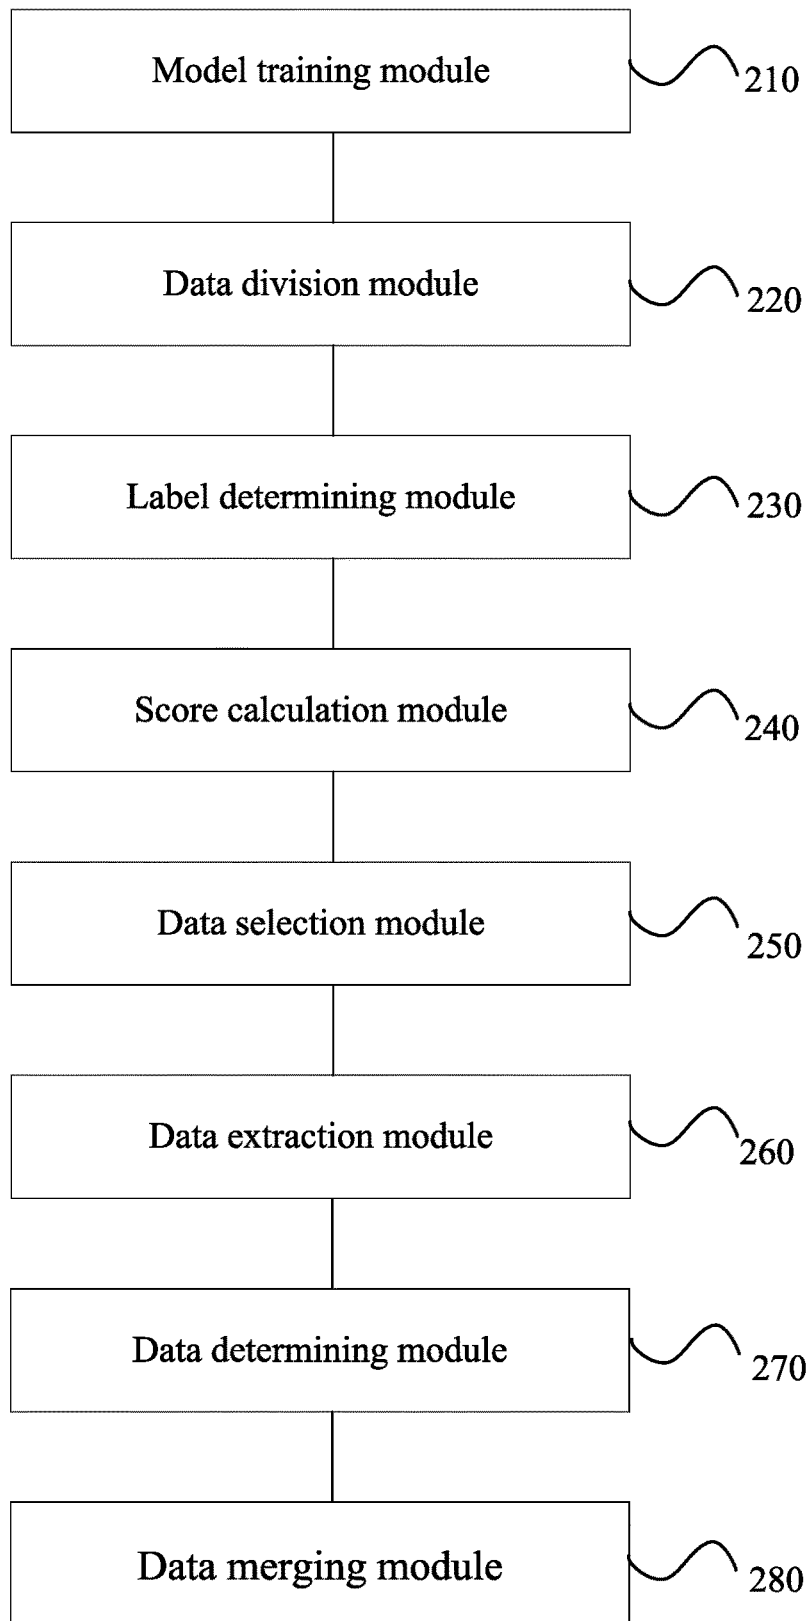 Model training module
210
Data division module
220
Label determining module
230
Score calculation module
240
Data selection module
250
Data extraction module
260
Data determining module
270
Data merging module
280